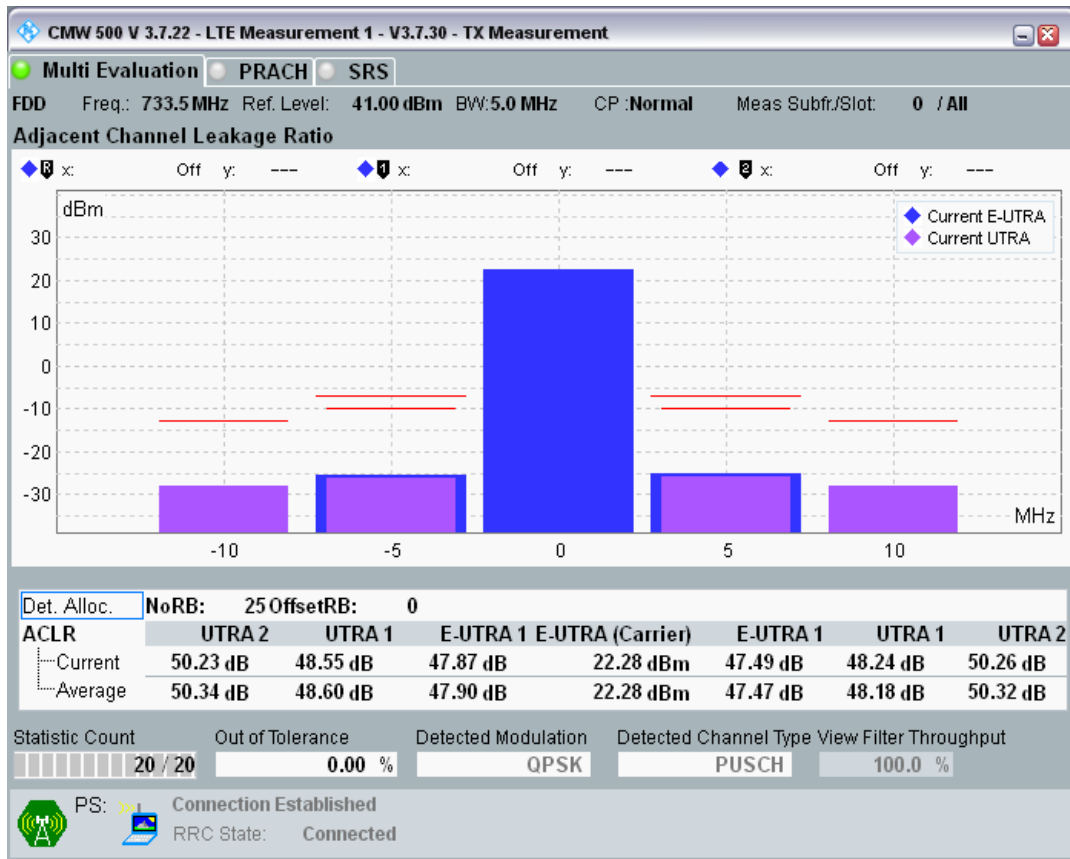 CMW 500 V 3.7.22 - LTE Measurement 1 - V3.7.30 - TX Measurement
Multi Evaluation PRACH SRS
FDD Freq.: 733.5 MHz Ref. Level: 41.00 dBm BW:5.0 MHz CP :Normal Meas Subfr./Slot: 0 / All
Adjacent Channel Leakage Ratio
R x: Off y: --- 1 x: Off y: --- 2 x: Off y: ---
dBm
Current E-UTRA
Current UTRA
30
20
10
0
-10
-20
-30
MHz
-10 -5 0 5 10
Det. Alloc. NoRB: 25 OffsetRB: 0
ACLR UTRA 2 UTRA 1 E-UTRA 1 E-UTRA (Carrier) E-UTRA 1 UTRA 1 UTRA 2
Current 50.23 dB 48.55 dB 47.87 dB 22.28 dBm 47.49 dB 48.24 dB 50.26 dB
Average 50.34 dB 48.60 dB 47.90 dB 22.28 dBm 47.47 dB 48.18 dB 50.32 dB
Statistic Count Out of Tolerance Detected Modulation Detected Channel Type View Filter Throughput
20 / 20 0.00 % QPSK PUSCH 100.0 %
PS: Connection Established
RRC State: Connected